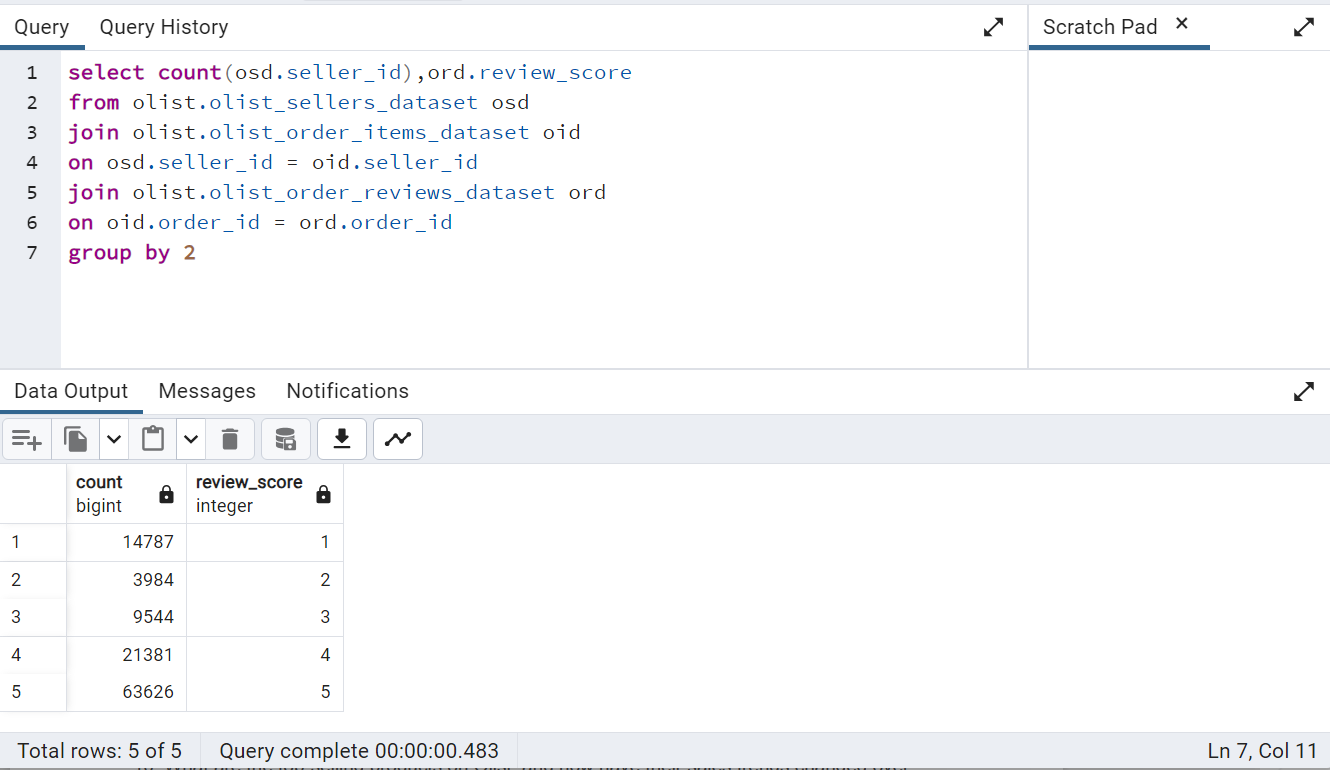 Query Query History Scratch Pad ×
1 select count(osd.seller_id),ord.review_score
2 from olist.olist_sellers_dataset osd
3 join olist.olist_order_items_dataset oid
4 on osd.seller_id = oid.seller_id
5 join olist.olist_order_reviews_dataset ord
6 on oid.order_id = ord.order_id
7 group by 2
Data Output Messages Notifications
count review_score
bigint integer
1 14787 1
2 3984 2
3 9544 3
4 21381 4
5 63626 5
Total rows: 5 of 5 Query complete 00:00:00.483 Ln 7, Col 11